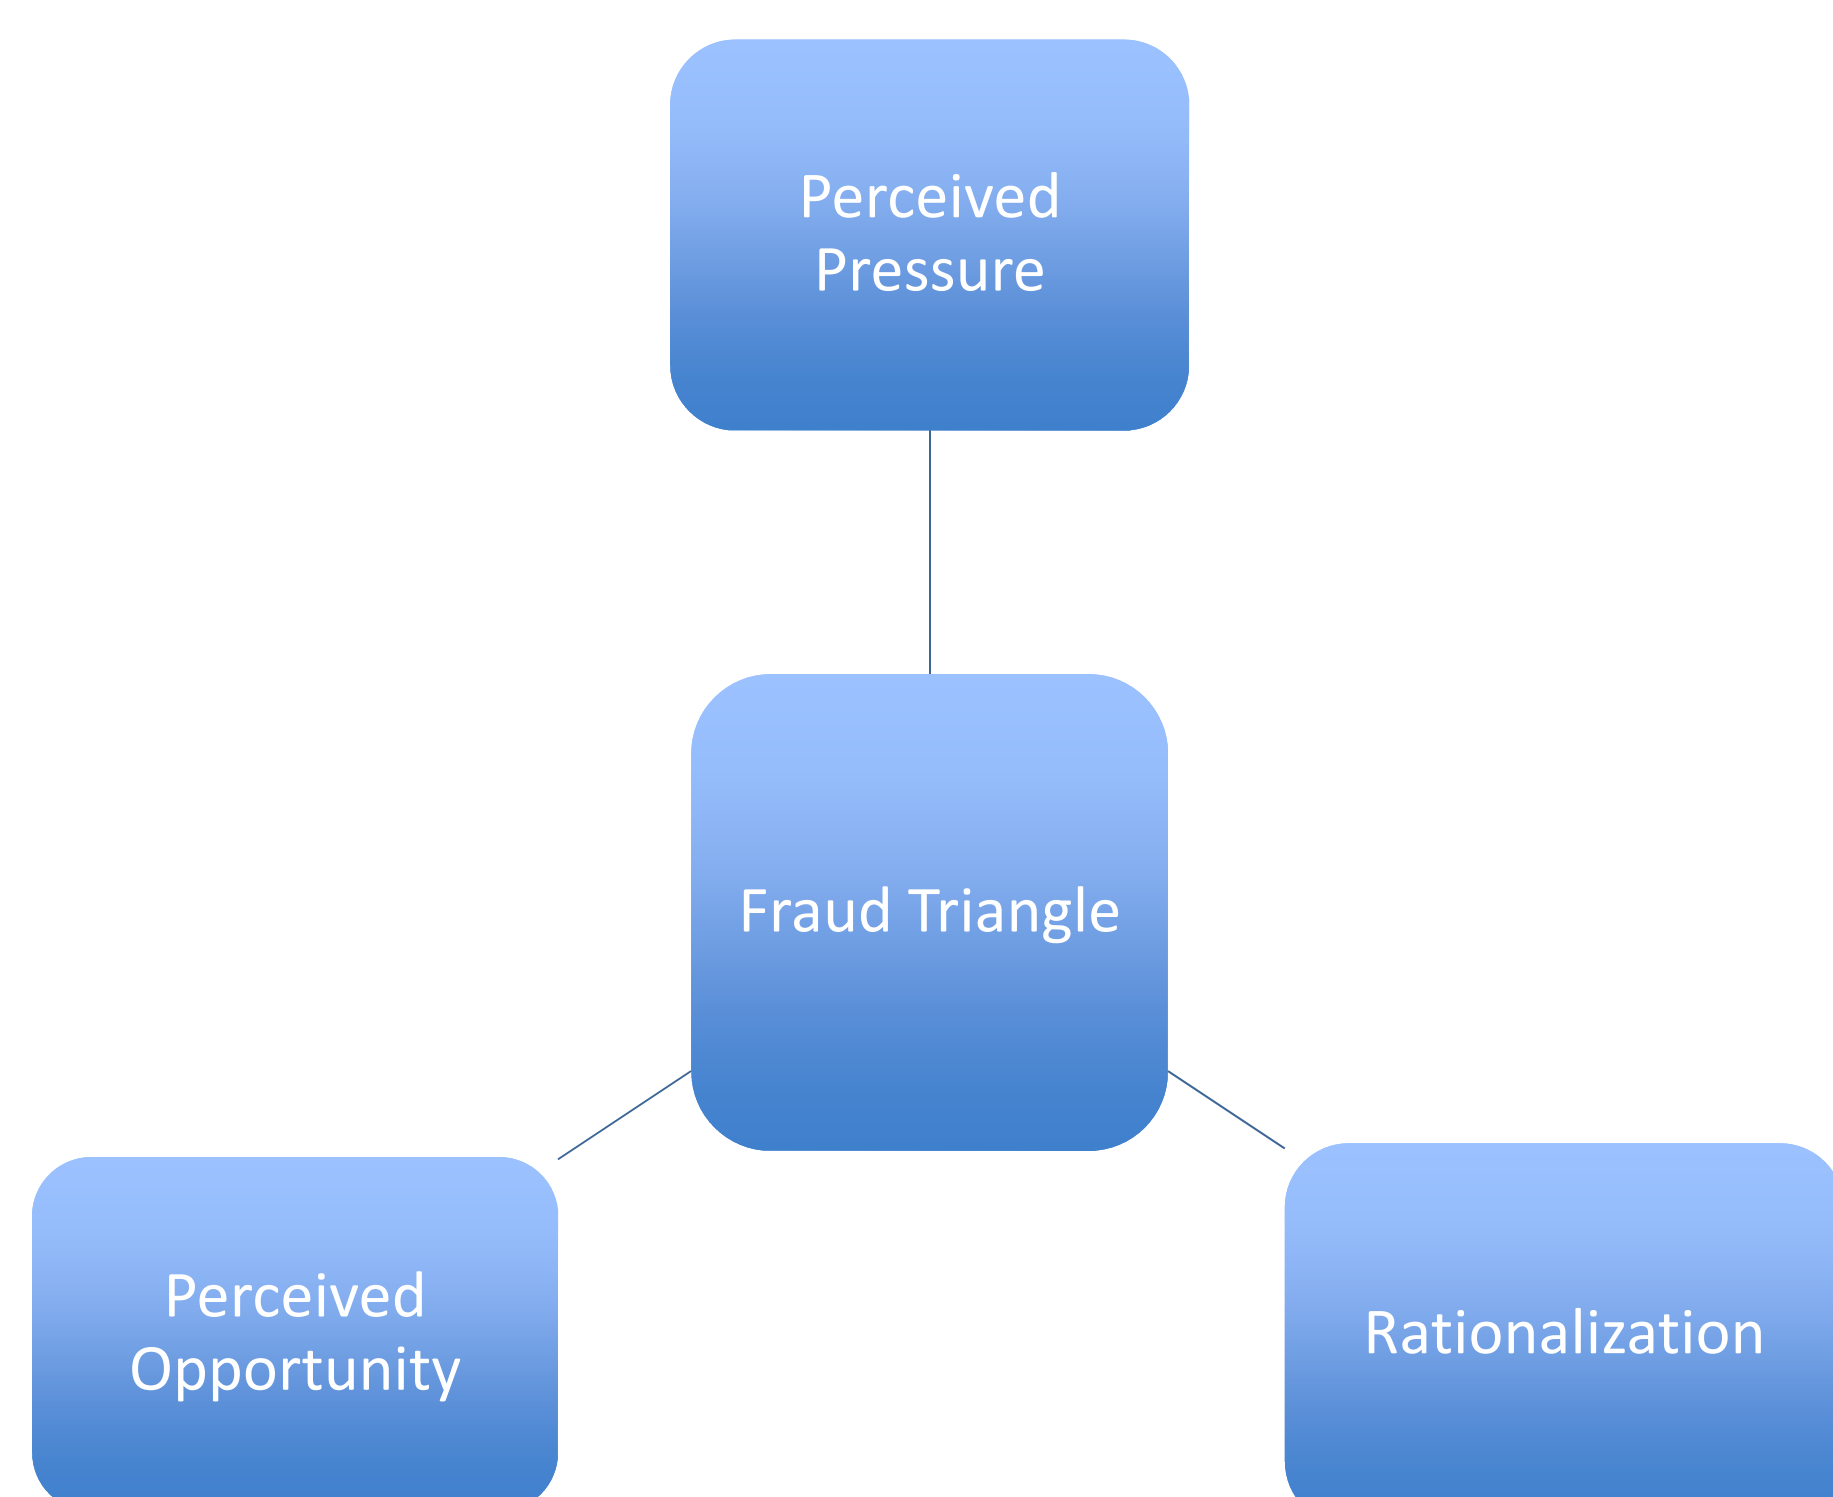 Perceived
Pressure
Fraud Triangle
Perceived
Opportunity
Rationalization